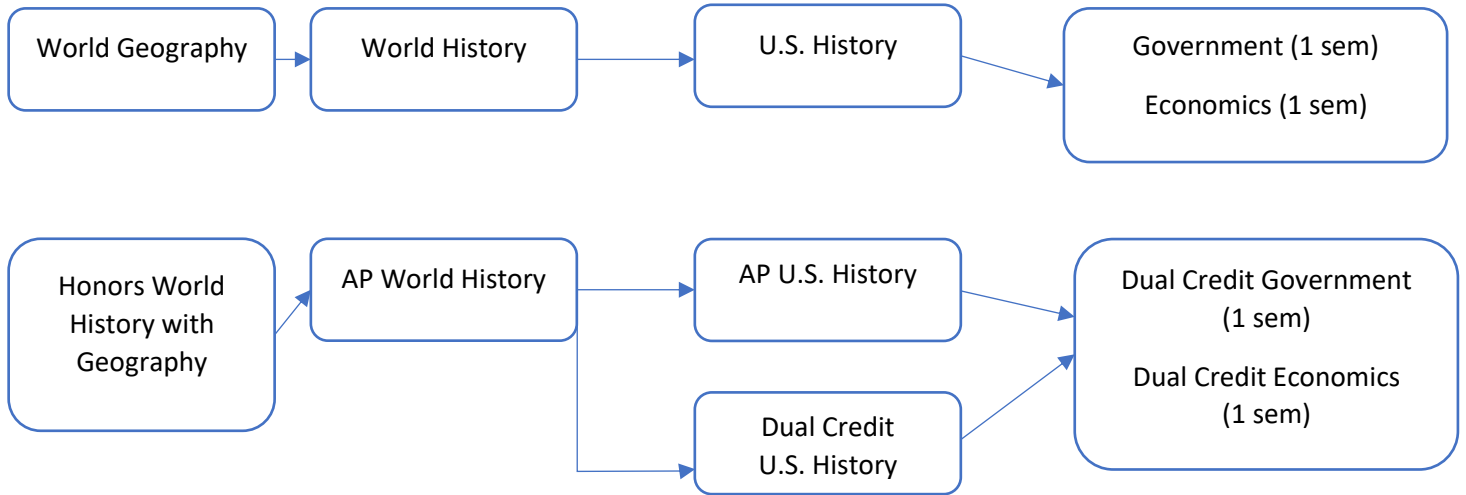 World Geography
World History
U.S. History
Government (1 sem)
Economics (1 sem)
Honors World
History with
Geography
AP World History
AP U.S. History
Dual Credit
U.S. History
Dual Credit Government
(1 sem)
Dual Credit Economics
(1 sem)